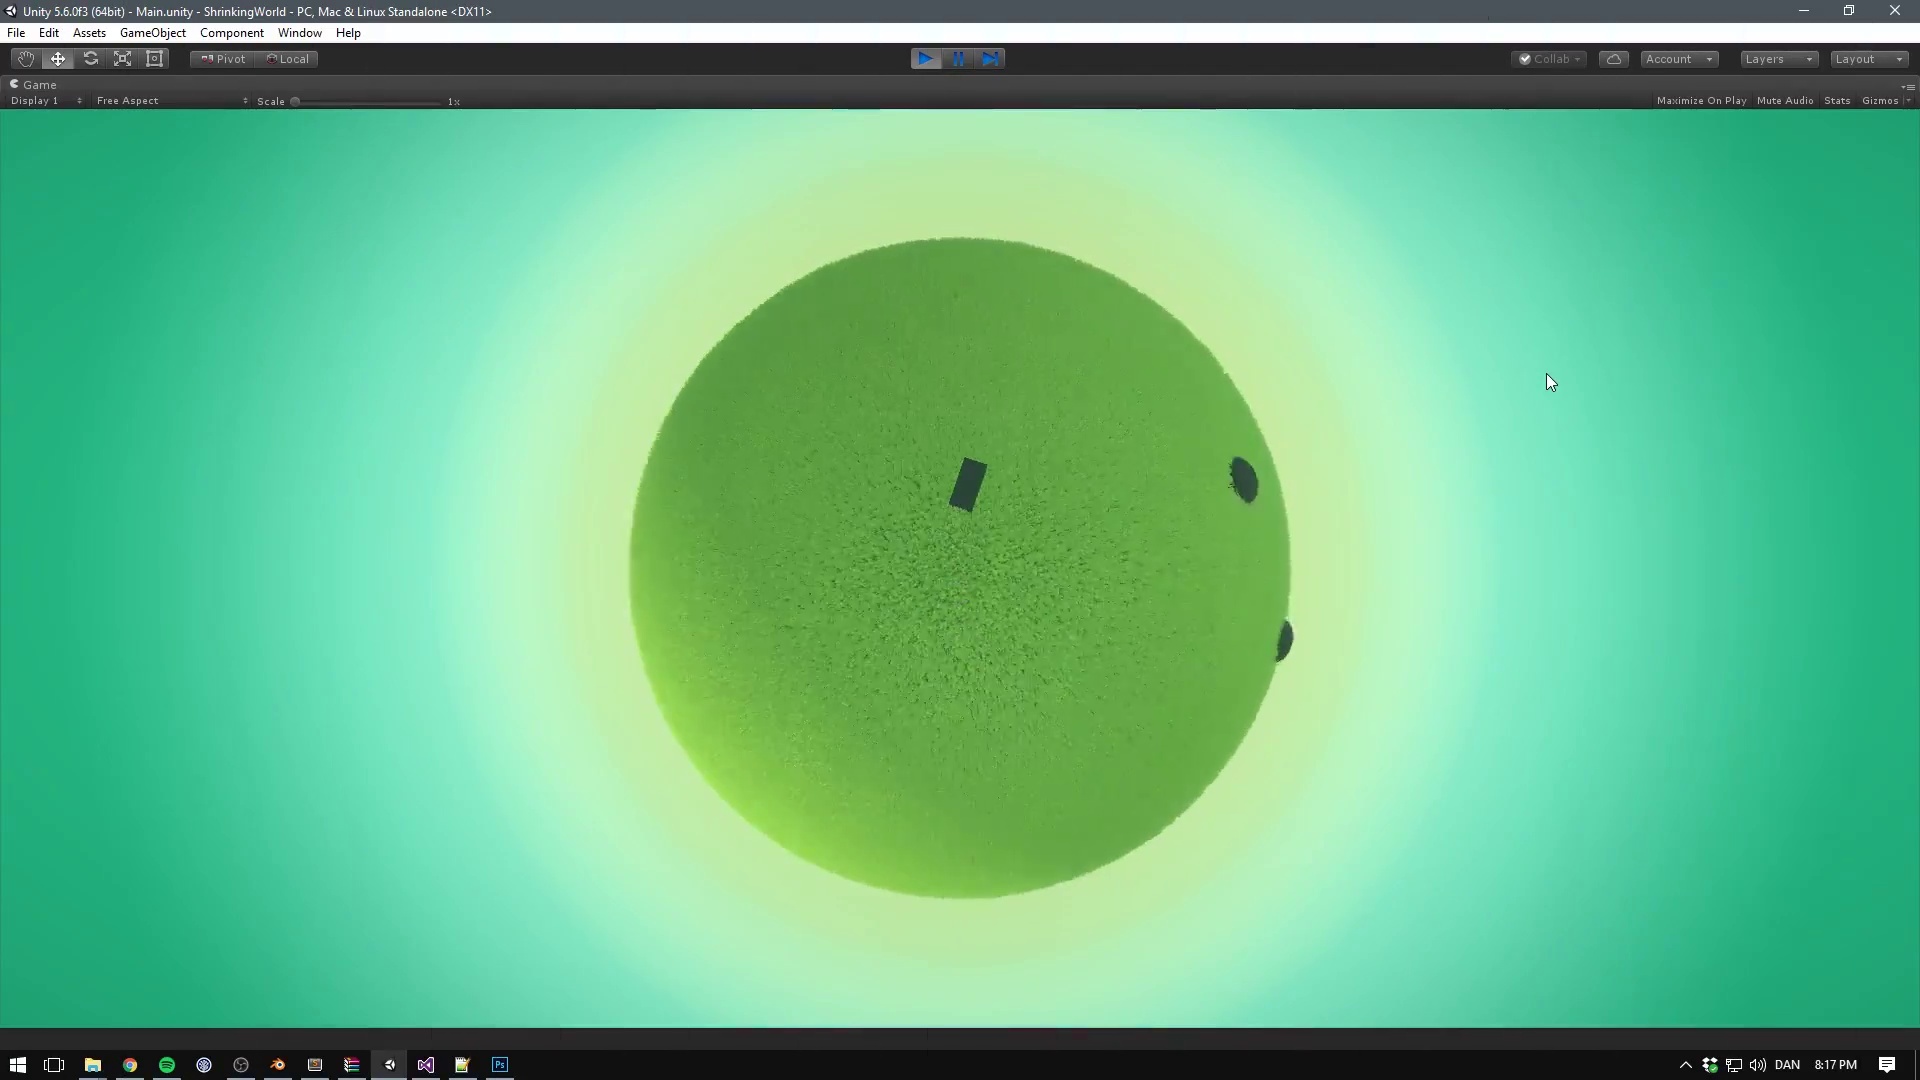 Unity 5.6.0f3 (64bit) - Main.unity - ShrinkingWorld - PC, Mac & Linux Standalone <DX11>
File Edit Assets GameObject Component Window Help
Pivot Local Collab Account Layers Layout
Game
Display 1 Free Aspect Scale 1x Maximize On Play Mute Audio Stats Gizmos
Ps DAN 8:17 PM